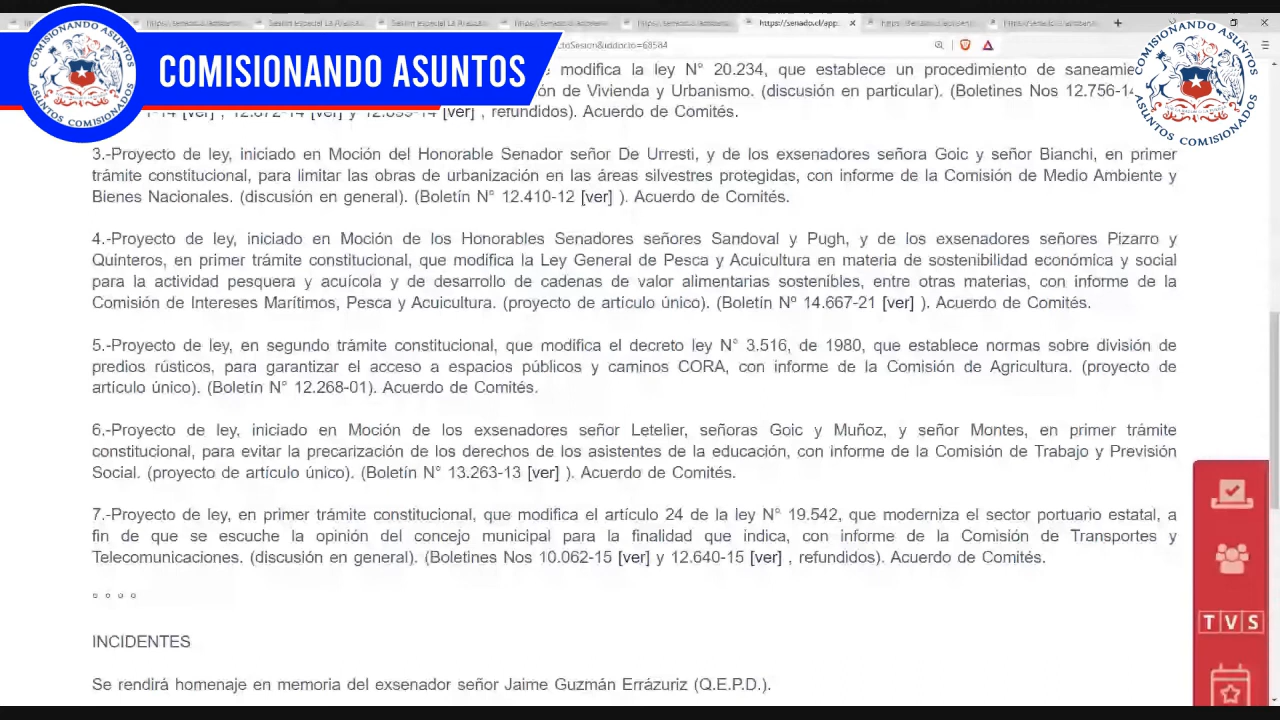 https://senado.cl/app
COMISIONANDO ASUNTOS
COMISIONANDO ASUNTOS
ASUNTOS COMISIONADOS
COMISIONANDO ASUNTOS
ASUNTOS COMISIONADOS
modifica la ley N° 20.234, que establece un procedimiento de
de Vivienda y Urbanismo. (discusión en particular). (Boletines Nos
[ver] , refundidos). Acuerdo de Comités.
3.-Proyecto de ley, iniciado en Moción del Honorable Senador señor De Urresti, y de los exsenadores señora Goic y señor Bianchi, en primer
trámite constitucional, para limitar las obras de urbanización en las áreas silvestres protegidas, con informe de la Comisión de Medio Ambiente y
Bienes Nacionales. (discusión en general). (Boletín N° 12.410-12 [ver] ). Acuerdo de Comités.
4.-Proyecto de ley, iniciado en Moción de los Honorables Senadores señores Sandoval y Pugh, y de los exsenadores señores Pizarro y
Quinteros, en primer trámite constitucional, que modifica la Ley General de Pesca y Acuicultura en materia de sostenibilidad económica y social
para la actividad pesquera y acuícola y de desarrollo de cadenas de valor alimentarias sostenibles, entre otras materias, con informe de la
Comisión de Intereses Marítimos, Pesca y Acuicultura. (proyecto de artículo único). (Boletín Nº 14.667-21 [ver] ). Acuerdo de Comités.
5.-Proyecto de ley, en segundo trámite constitucional, que modifica el decreto ley N° 3.516, de 1980, que establece normas sobre división de
predios rústicos, para garantizar el acceso a espacios públicos y caminos CORA, con informe de la Comisión de Agricultura. (proyecto de
artículo único). (Boletín N° 12.268-01). Acuerdo de Comités.
6.-Proyecto de ley, iniciado en Moción de los exsenadores señor Letelier, señoras Goic y Muñoz, y señor Montes, en primer trámite
constitucional, para evitar la precarización de los derechos de los asistentes de la educación, con informe de la Comisión de Trabajo y Previsión
Social. (proyecto de artículo único). (Boletín N° 13.263-13 [ver] ). Acuerdo de Comités.
7.-Proyecto de ley, en primer trámite constitucional, que modifica el artículo 24 de la ley N° 19.542, que moderniza el sector portuario estatal, a
fin de que se escuche la opinión del concejo municipal para la finalidad que indica, con informe de la Comisión de Transportes y
Telecomunicaciones. (discusión en general). (Boletines Nos 10.062-15 [ver] y 12.640-15 [ver] , refundidos). Acuerdo de Comités.
° ° ° °
INCIDENTES
Se rendirá homenaje en memoria del exsenador señor Jaime Guzmán Errázuriz (Q.E.P.D.).
TVS